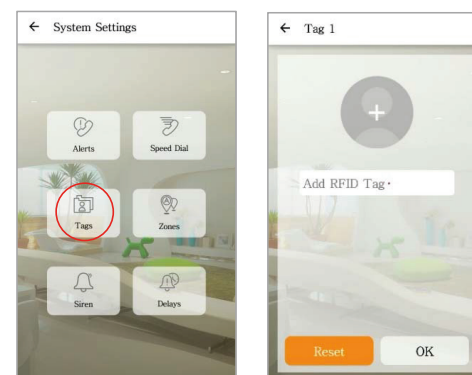 ← System Settings
Alerts
Speed Dial
Tags
Zones
Siren
Delays
← Tag 1
Add RFID Tag·
Reset
OK